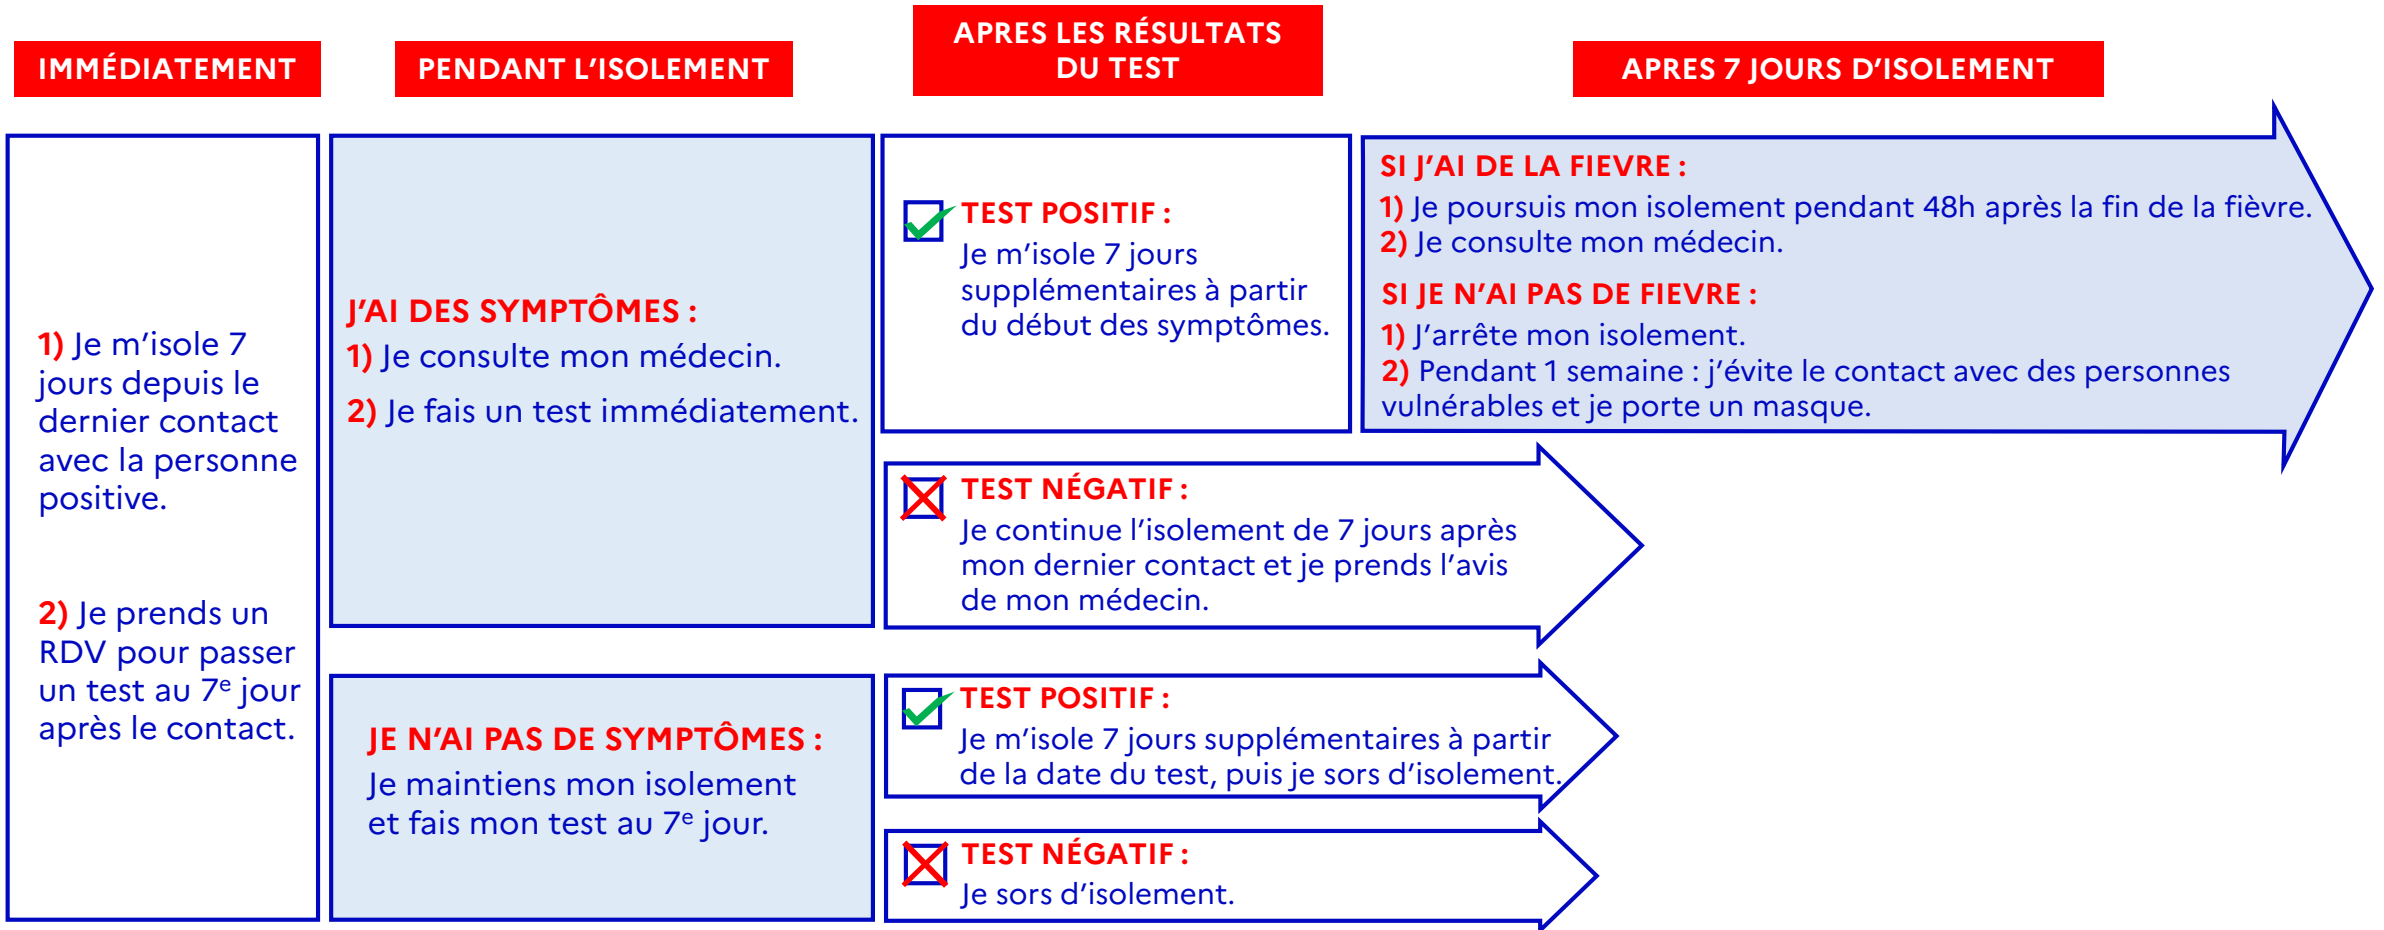 IMMÉDIATEMENT
PENDANT L'ISOLEMENT
APRES LES RÉSULTATS
DU TEST
APRES 7 JOURS D'ISOLEMENT
1) Je m'isole 7
jours depuis le
dernier contact
avec la personne
positive.
2) Je prends un
RDV pour passer
un test au 7e jour
après le contact.
J'AI DES SYMPTÔMES :
1) Je consulte mon médecin.
2) Je fais un test immédiatement.
JE N'AI PAS DE SYMPTÔMES :
Je maintiens mon isolement
et fais mon test au 7e jour.
TEST POSITIF :
Je m'isole 7 jours
supplémentaires à partir
du début des symptômes.
TEST NÉGATIF :
Je continue l'isolement de 7 jours après
mon dernier contact et je prends l'avis
de mon médecin.
TEST POSITIF :
Je m'isole 7 jours supplémentaires à partir
de la date du test, puis je sors d'isolement.
TEST NÉGATIF :
Je sors d'isolement.
SI J'AI DE LA FIEVRE :
1) Je poursuis mon isolement pendant 48h après la fin de la fièvre.
2) Je consulte mon médecin.
SI JE N'AI PAS DE FIEVRE :
1) J'arrête mon isolement.
2) Pendant 1 semaine : j'évite le contact avec des personnes
vulnérables et je porte un masque.